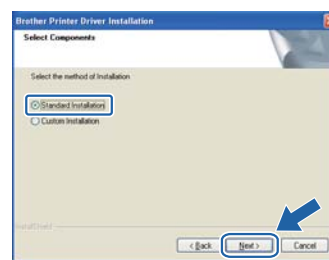 Brother Printer Driver Installation
Select Components
Select the method of Installation
Standard Installation
Custom Installation
InstallShield
< Back
Next >
Cancel